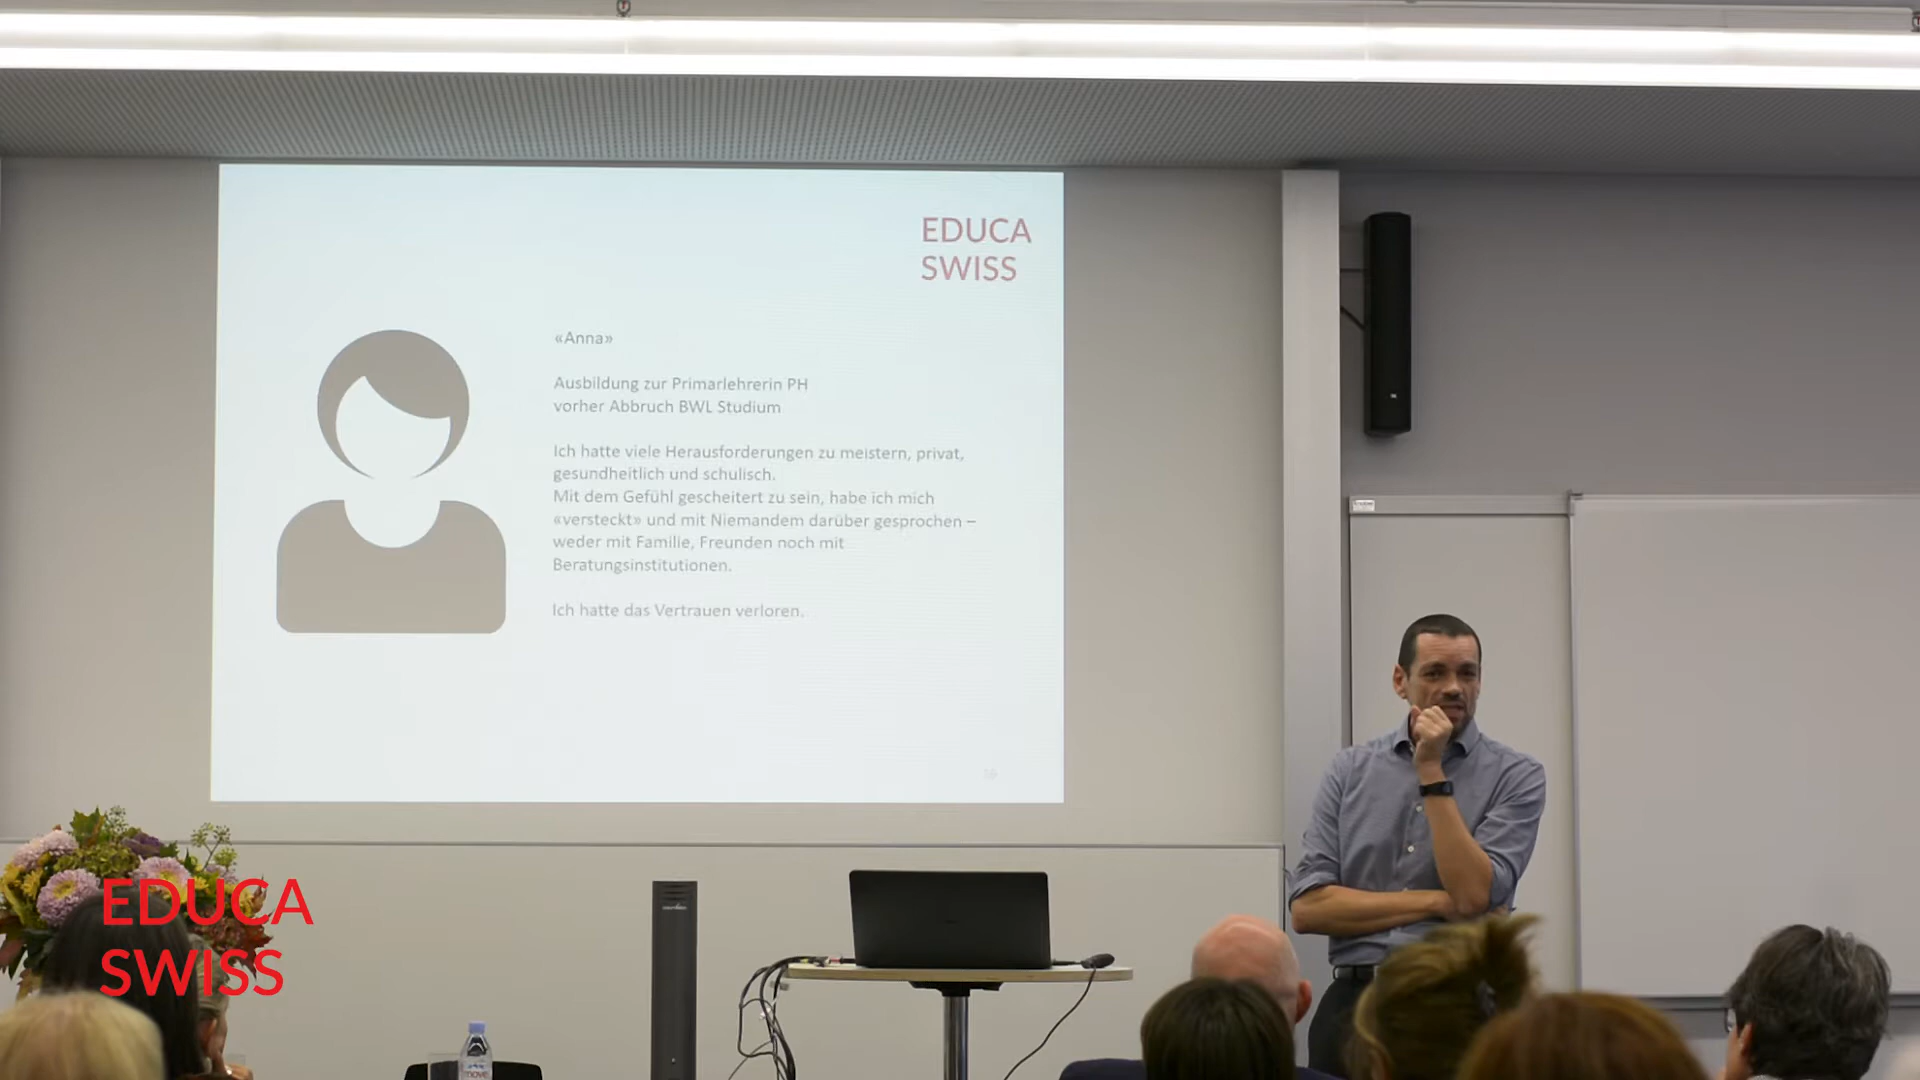 EDUCA
SWISS
«Anna»
Ausbildung zur Primarlehrerin PH
vorher Abbruch BWL Studium
Ich hatte viele Herausforderungen zu meistern, privat,
gesundheitlich und schulisch.
Mit dem Gefühl gescheitert zu sein, habe ich mich
«versteckt» und mit Niemandem darüber gesprochen –
weder mit Familie, Freunden noch mit
Beratungsinstitutionen.
Ich hatte das Vertrauen verloren.
EDUCA
SWISS